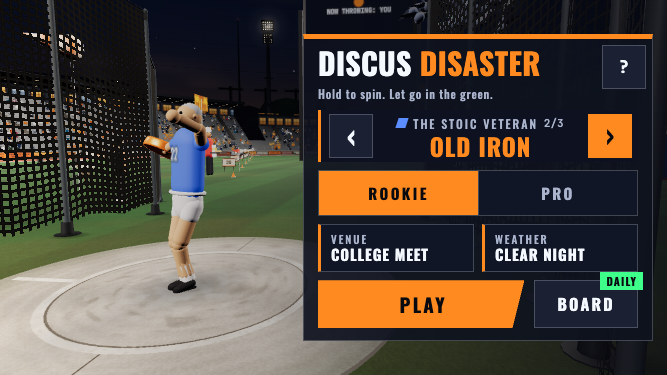 NOW THROWING: YOU
DISCUS DISASTER
?
Hold to spin. Let go in the green.
THE STOIC VETERAN 2/3
OLD IRON
ROOKIE
PRO
VENUE
COLLEGE MEET
WEATHER
CLEAR NIGHT
DAILY
PLAY
BOARD